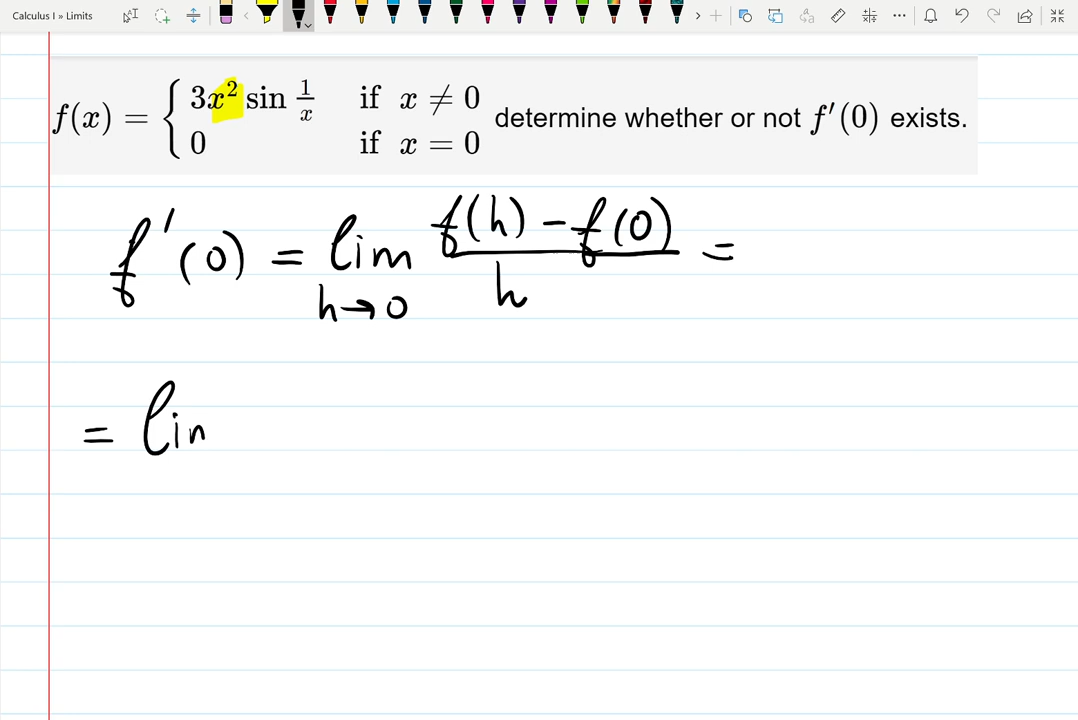 Calculus I » Limits
f(x) = { 3x² sin 1/x if x ≠ 0
0 if x = 0 determine whether or not f′(0) exists.
f'(0) = lim h→0 f(h) - f(0) / h =
= lin